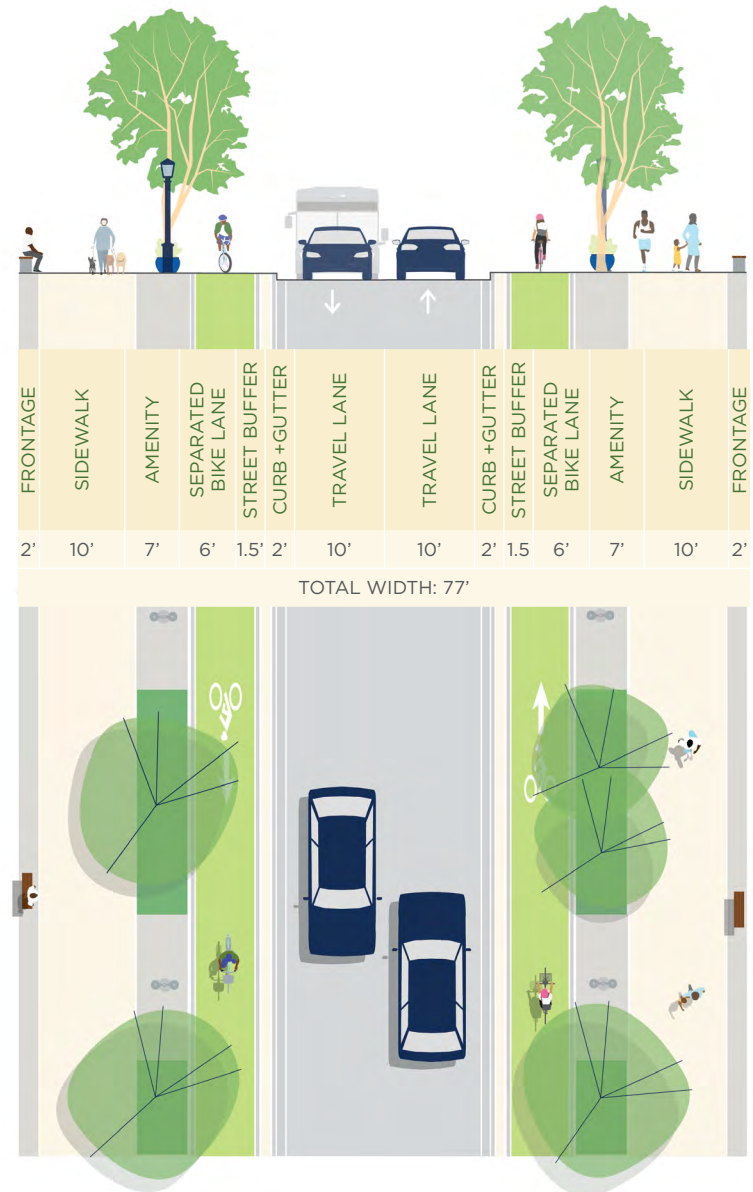 FRONTAGE
SIDEWALK
AMENITY
SEPARATED
BIKE LANE
STREET BUFFER
CURB +GUTTER
TRAVEL LANE
TRAVEL LANE
CURB +GUTTER
STREET BUFFER
SEPARATED
BIKE LANE
AMENITY
SIDEWALK
FRONTAGE
2’ 10’ 7’ 6’ 1.5’ 2’ 10’ 10’ 2’ 1.5 6’ 7’ 10’ 2’
TOTAL WIDTH: 77’